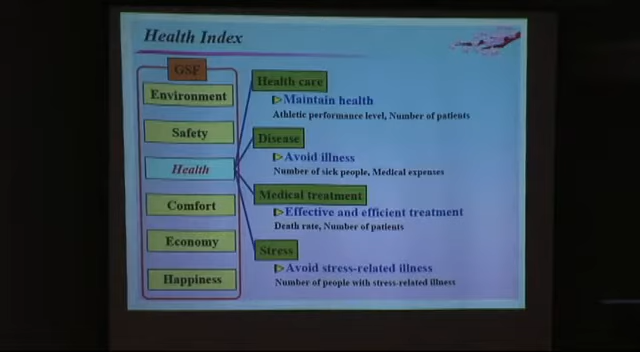 Health Index
GSF
Environment
Safety
Health
Comfort
Economy
Happiness
Health care
Maintain health
Athletic performance level, Number of patients
Disease
Avoid illness
Number of sick people, Medical expenses
Medical treatment
Effective and efficient treatment
Death rate, Number of patients
Stress
Avoid stress-related illness
Number of people with stress-related illness